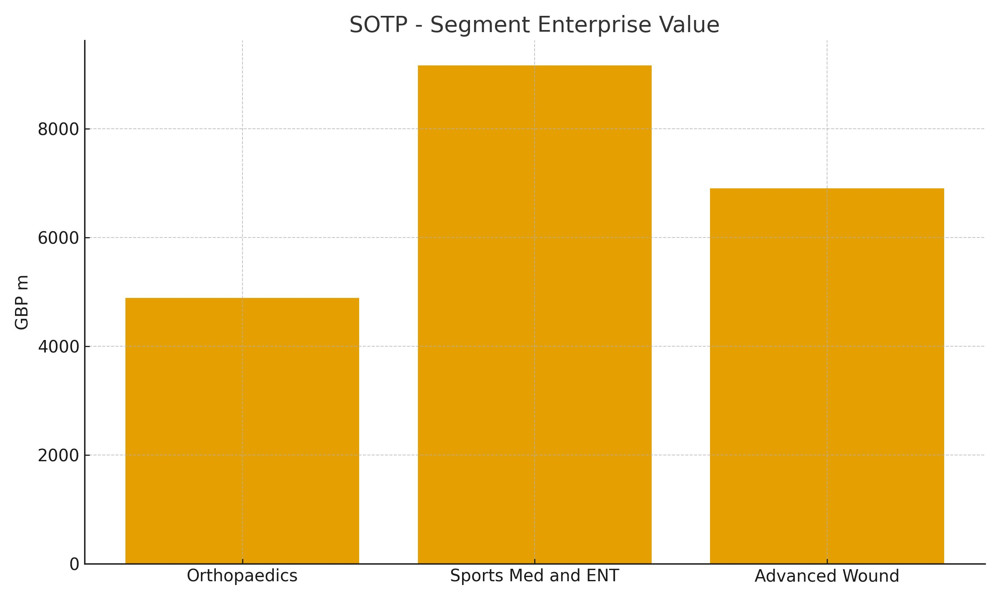 SOTP - Segment Enterprise Value
GBP m
8000
6000
4000
2000
0
Orthopaedics
Sports Med and ENT
Advanced Wound